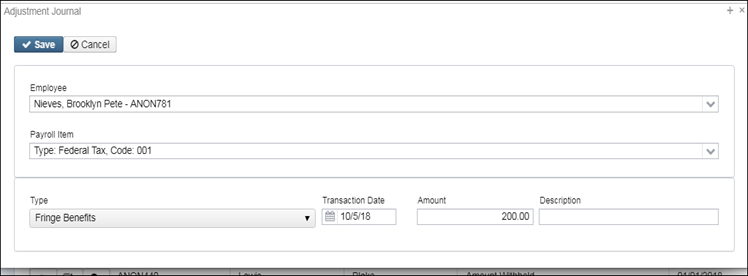 Adjustment Journal
Save Cancel
Employee
Nieves, Brooklyn Pete - ANON781
Payroll Item
Type: Federal Tax, Code: 001
Type Transaction Date Amount Description
Fringe Benefits 10/5/18 200.00